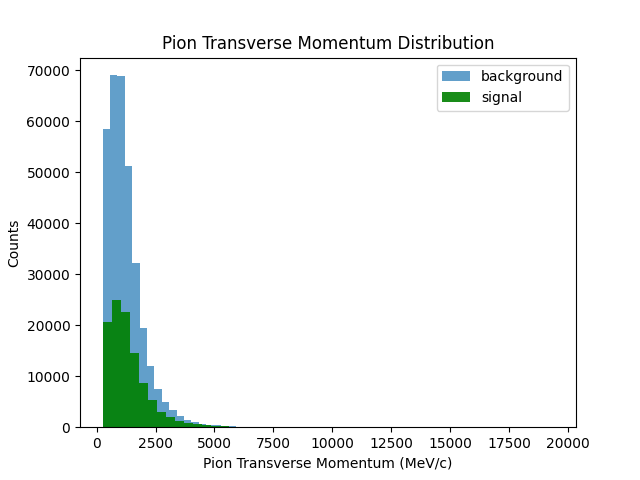 Pion Transverse Momentum Distribution
background
signal
70000
60000
50000
40000
30000
20000
10000
0
Counts
0 2500 5000 7500 10000 12500 15000 17500 20000
Pion Transverse Momentum (MeV/c)